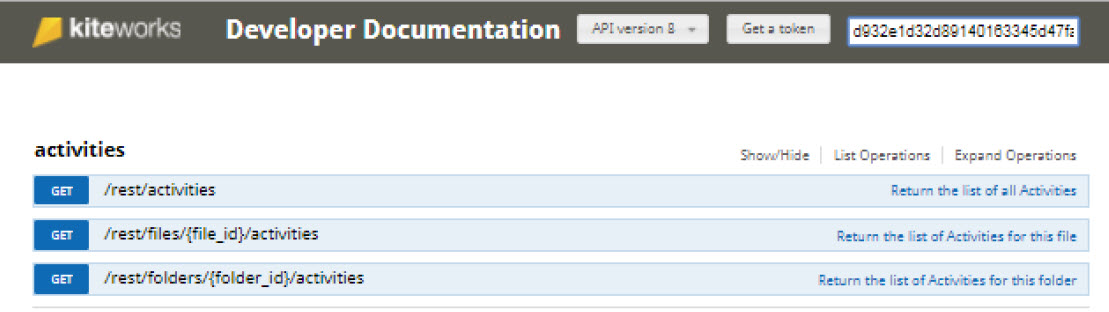 kiteworks Developer Documentation API version 8 Get a token d932e1d32d89140163345d47fa
activities
Show/Hide List Operations Expand Operations
GET /rest/activities Return the list of all Activities
GET /rest/files/{file_id}/activities Return the list of Activities for this file
GET /rest/folders/{folder_id}/activities Return the list of Activities for this folder